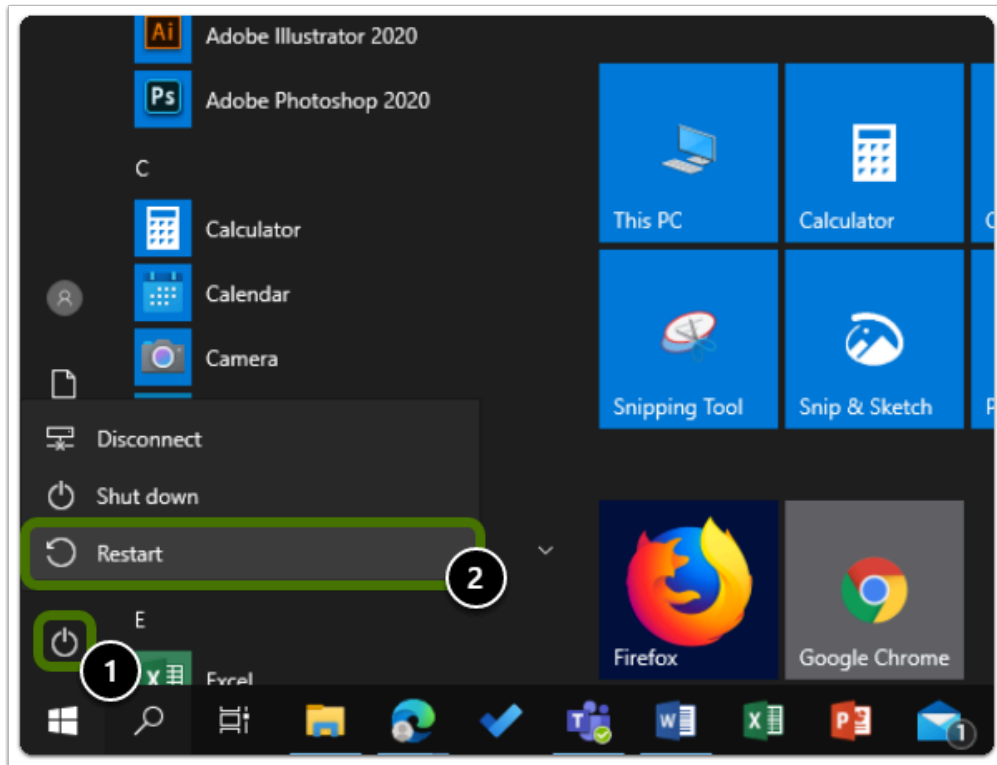 Ai
Adobe Illustrator 2020
Ps
Adobe Photoshop 2020
C
Calculator
Calendar
Camera
Disconnect
Shut down
Restart
2
E
1
Excel
This PC
Calculator
Snipping Tool
Snip & Sketch
Firefox
Google Chrome
1